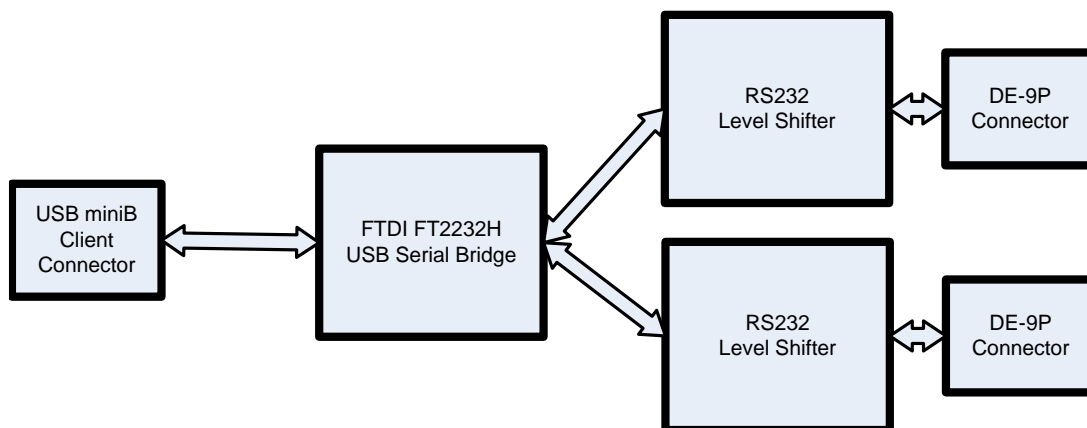 USB miniB
Client
Connector
FTDI FT2232H
USB Serial Bridge
RS232
Level Shifter
DE-9P
Connector
RS232
Level Shifter
DE-9P
Connector